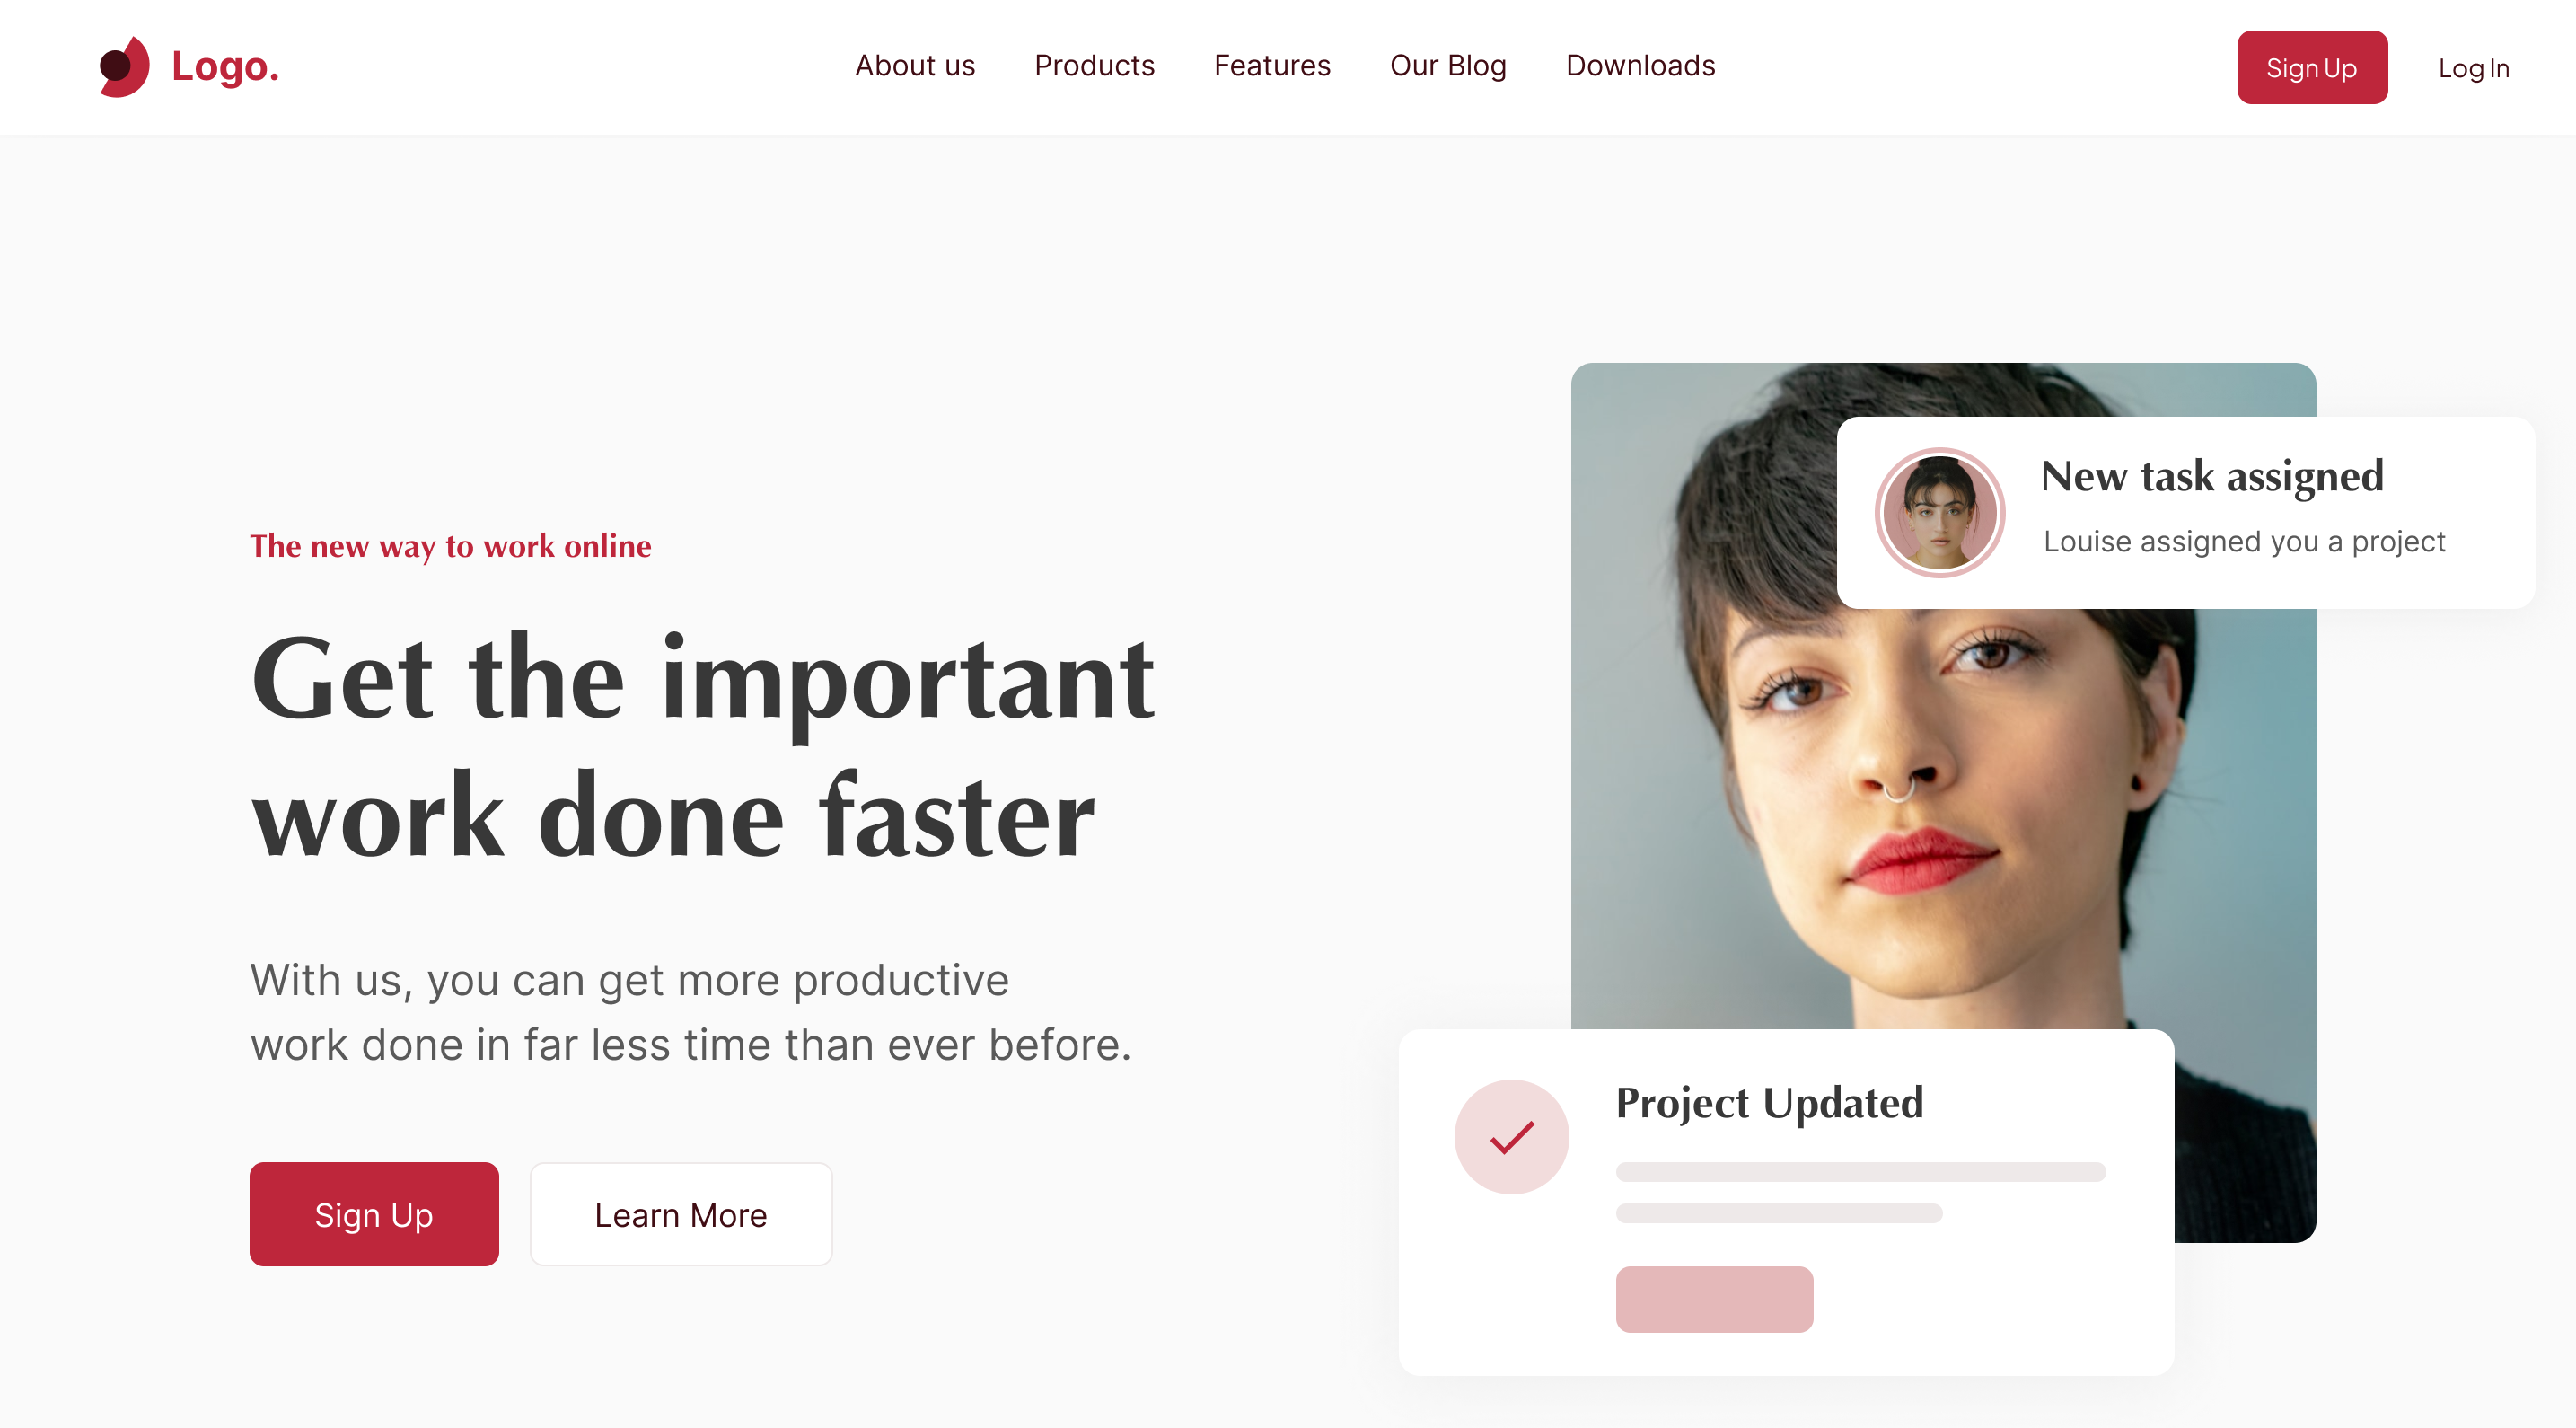 Logo.
About us
Products
Features
Our Blog
Downloads
Sign Up
Log In
The new way to work online
Get the important
work done faster
With us, you can get more productive
work done in far less time than ever before.
Sign Up
Learn More
New task assigned
Louise assigned you a project
Project Updated